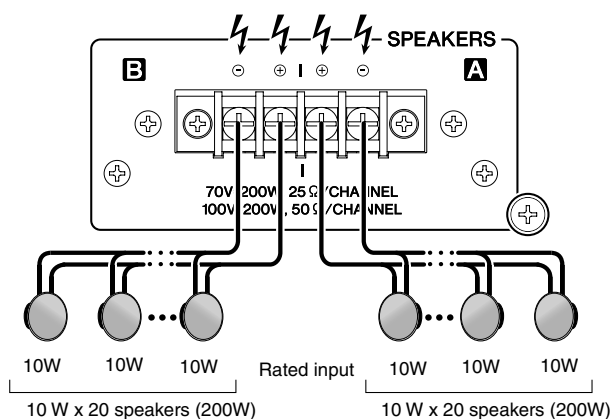 SPEAKERS
B A
⊖ ⊕ ⊕ ⊖
70V, 200W, 25 Ω/CHANNEL
100V, 200W, 50 Ω/CHANNEL
10W 10W 10W Rated input 10W 10W 10W
10 W x 20 speakers (200W) 10 W x 20 speakers (200W)